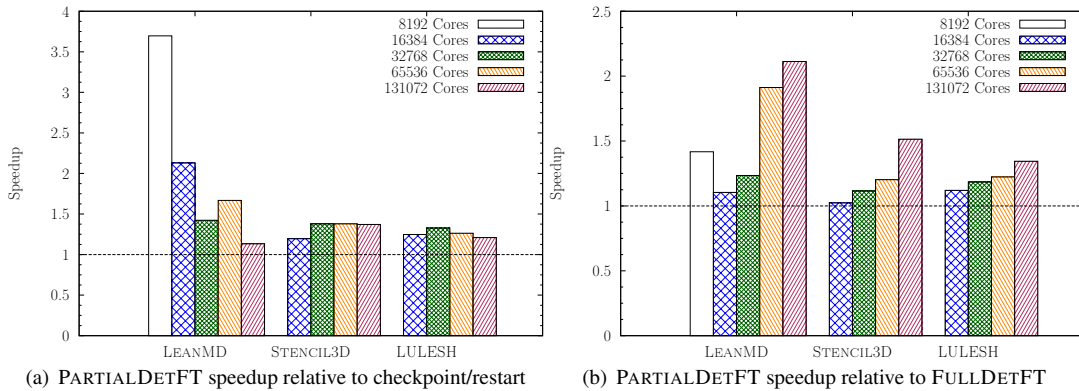 4
3.5
3
2.5
2
1.5
1
0.5
0
Speedup
8192 Cores
16384 Cores
32768 Cores
65536 Cores
131072 Cores
LEANMD STENCIL3D LULESH
(a) PARTIALDETFT speedup relative to checkpoint/restart
2.5
2
1.5
1
0.5
0
Speedup
8192 Cores
16384 Cores
32768 Cores
65536 Cores
131072 Cores
LEANMD STENCIL3D LULESH
(b) PARTIALDETFT speedup relative to FULLDETFT